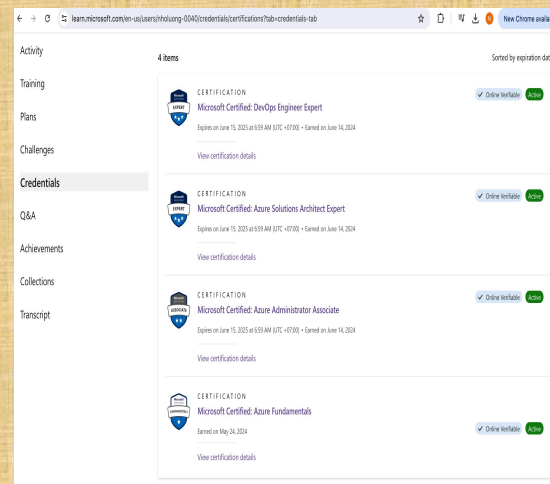 learn.microsoft.com/en-us/users/nholuong-0040/credentials/certifications?tab=credentials-tab
N
New Chrome availa
Activity
Training
Plans
Challenges
Credentials
Q&A
Achievements
Collections
Transcript
4 items
Sorted by expiration dat
CERTIFICATION
Microsoft Certified: DevOps Engineer Expert
Expires on June 15, 2025 at 6:59 AM (UTC +07:00) • Earned on June 14, 2024
View certification details
Online Verifiable
Active
Microsoft
EXPERT
CERTIFICATION
Microsoft Certified: Azure Solutions Architect Expert
Expires on June 15, 2025 at 6:59 AM (UTC +07:00) • Earned on June 14, 2024
View certification details
Online Verifiable
Active
Microsoft
EXPERT
CERTIFICATION
Microsoft Certified: Azure Administrator Associate
Expires on June 15, 2025 at 6:59 AM (UTC +07:00) • Earned on June 14, 2024
View certification details
Online Verifiable
Active
Microsoft
ASSOCIATE
CERTIFICATION
Microsoft Certified: Azure Fundamentals
Earned on May 24, 2024
View certification details
Online Verifiable
Active
Microsoft